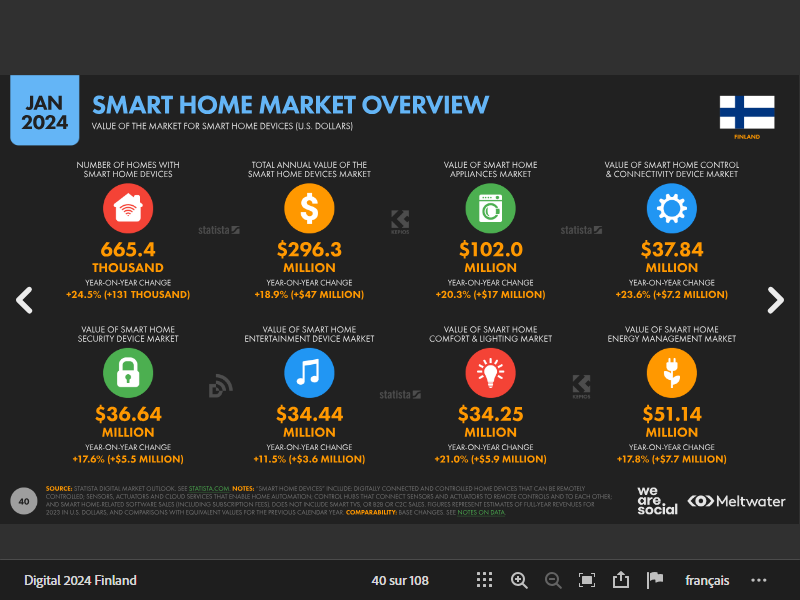 JAN
2024
SMART HOME MARKET OVERVIEW
VALUE OF THE MARKET FOR SMART HOME DEVICES (U.S. DOLLARS)
FINLAND
NUMBER OF HOMES WITH
SMART HOME DEVICES
665.4
THOUSAND
YEAR-ON-YEAR CHANGE
+24.5% (+131 THOUSAND)
statista
TOTAL ANNUAL VALUE OF THE
SMART HOME DEVICES MARKET
$
$296.3
MILLION
YEAR-ON-YEAR CHANGE
+18.9% (+$47 MILLION)
KEPIOS
VALUE OF SMART HOME
APPLIANCES MARKET
$102.0
MILLION
YEAR-ON-YEAR CHANGE
+20.3% (+$17 MILLION)
statista
VALUE OF SMART HOME CONTROL
& CONNECTIVITY DEVICE MARKET
$37.84
MILLION
YEAR-ON-YEAR CHANGE
+23.6% (+$7.2 MILLION)
VALUE OF SMART HOME
SECURITY DEVICE MARKET
$36.64
MILLION
YEAR-ON-YEAR CHANGE
+17.6% (+$5.5 MILLION)
VALUE OF SMART HOME
ENTERTAINMENT DEVICE MARKET
$34.44
MILLION
YEAR-ON-YEAR CHANGE
+11.5% (+$3.6 MILLION)
statista
VALUE OF SMART HOME
COMFORT & LIGHTING MARKET
$34.25
MILLION
YEAR-ON-YEAR CHANGE
+21.0% (+$5.9 MILLION)
KEPIOS
VALUE OF SMART HOME
ENERGY MANAGEMENT MARKET
$51.14
MILLION
YEAR-ON-YEAR CHANGE
+17.8% (+$7.7 MILLION)
40
SOURCE: STATISTA DIGITAL MARKET OUTLOOK. SEE STATISTA.COM. NOTES: "SMART HOME DEVICES" INCLUDE: DIGITALLY CONNECTED AND CONTROLLED HOME DEVICES THAT CAN BE REMOTELY
CONTROLLED; SENSORS, ACTUATORS AND CLOUD SERVICES THAT ENABLE HOME AUTOMATION; CONTROL HUBS THAT CONNECT SENSORS AND ACTUATORS TO REMOTE CONTROLS AND TO EACH OTHER;
AND SMART HOME RELATED SOFTWARE SALES (INCLUDING SUBSCRIPTION FEES). DOES NOT INCLUDE SMART TVS, OR B2B OR C2C SALES. FIGURES REPRESENT ESTIMATES OF FULL-YEAR REVENUES FOR
2023 IN U.S. DOLLARS, AND COMPARISONS WITH EQUIVALENT VALUES FOR THE PREVIOUS CALENDAR YEAR. COMPARABILITY: BASE CHANGES. SEE NOTES ON DATA.
we
are.
social
Meltwater
Digital 2024 Finland
40 sur 108
français